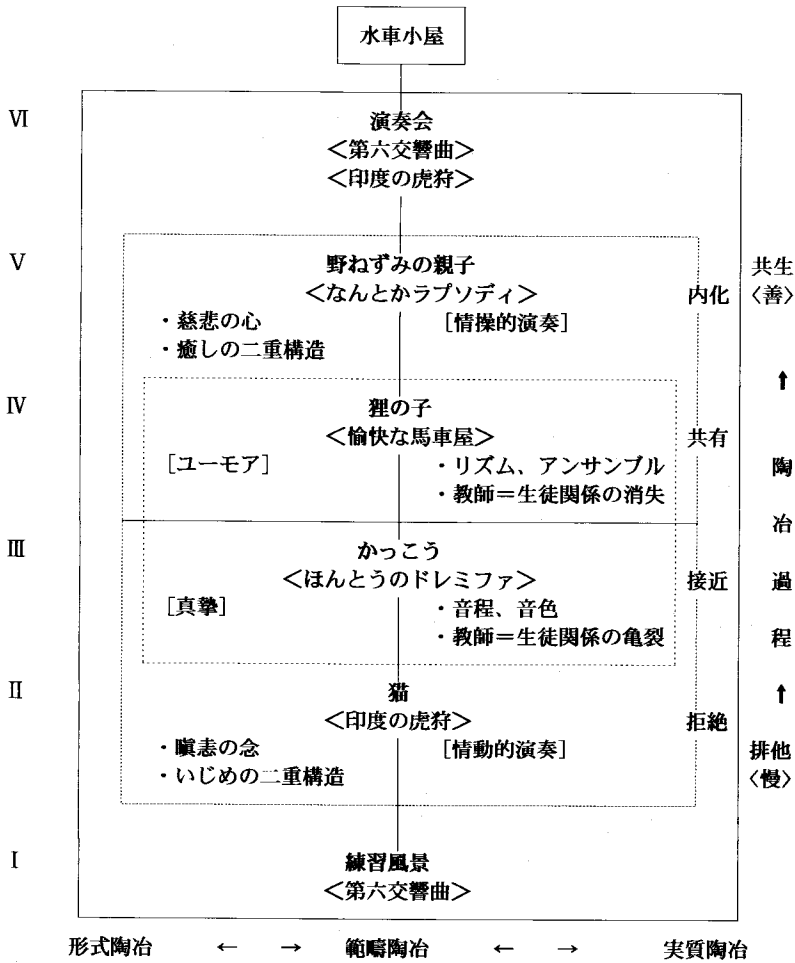 水車小屋
Ⅵ
演奏会
＜第六交響曲＞
＜印度の虎狩＞
Ⅴ
野ねずみの親子
＜なんとかラプソディ＞
・慈悲の心
・癒しの二重構造
［情操的演奏］
内化
共生
〈善〉
Ⅳ
狸の子
＜愉快な馬車屋＞
［ユーモア］
・リズム、アンサンブル
・教師＝生徒関係の消失
共有
⬆
陶
冶
過
程
⬆
Ⅲ
かっこう
＜ほんとうのドレミファ＞
［真摯］
・音程、音色
・教師＝生徒関係の亀裂
接近
Ⅱ
猫
＜印度の虎狩＞
・瞋恚の念
・いじめの二重構造
［情動的演奏］
拒絶
排他
〈慢〉
Ⅰ
練習風景
＜第六交響曲＞
形式陶冶 ← → 範疇陶冶 ← → 実質陶冶